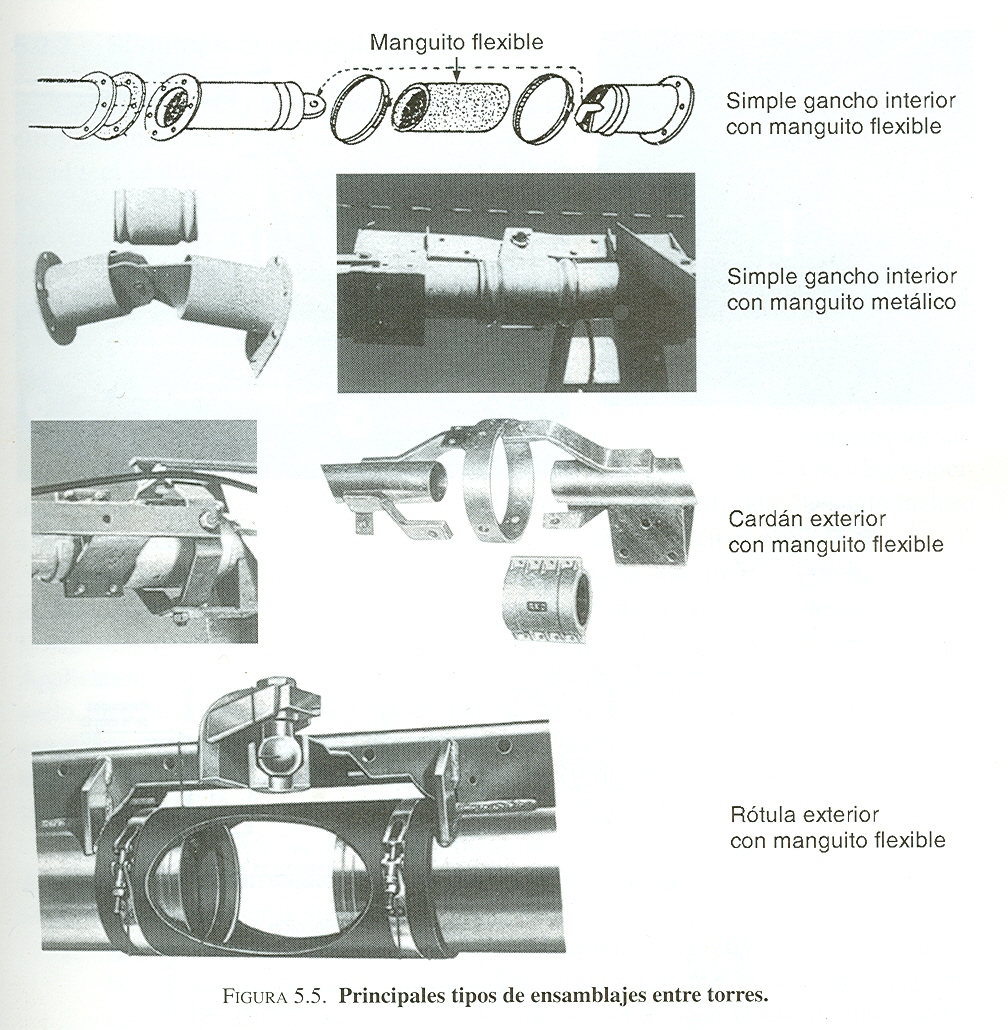 Manguito flexible
Simple gancho interior
con manguito flexible
Simple gancho interior
con manguito metálico
Cardán exterior
con manguito flexible
Rótula exterior
con manguito flexible
FIGURA 5.5. Principales tipos de ensamblajes entre torres.